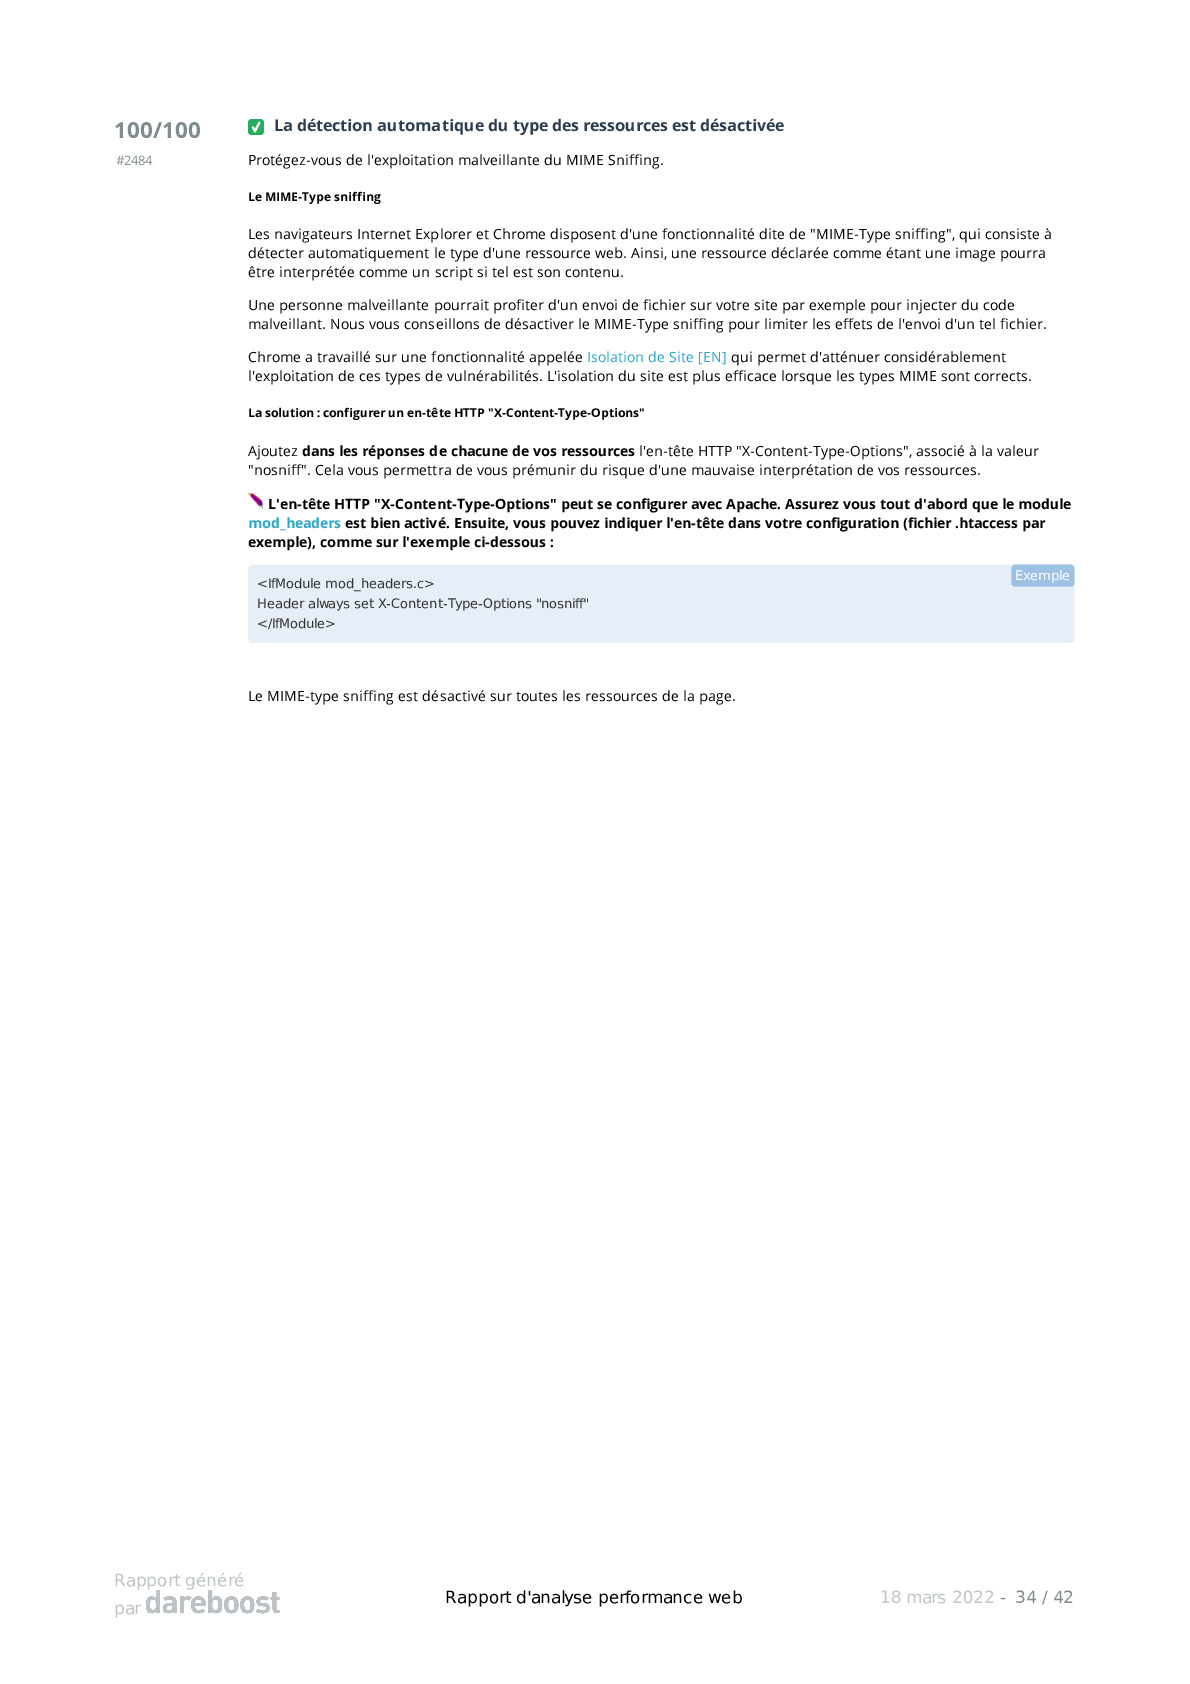 100/100
#2484
La détection automatique du type des ressources est désactivée
Protégez-vous de l'exploitation malveillante du MIME Sniffing.
Le MIME-Type sniffing
Les navigateurs Internet Explorer et Chrome disposent d'une fonctionnalité dite de "MIME-Type sniffing", qui consiste à
détecter automatiquement le type d'une ressource web. Ainsi, une ressource déclarée comme étant une image pourra
être interprétée comme un script si tel est son contenu.
Une personne malveillante pourrait profiter d'un envoi de fichier sur votre site par exemple pour injecter du code
malveillant. Nous vous conseillons de désactiver le MIME-Type sniffing pour limiter les effets de l'envoi d'un tel fichier.
Chrome a travaillé sur une fonctionnalité appelée Isolation de Site [EN] qui permet d'atténuer considérablement
l'exploitation de ces types de vulnérabilités. L'isolation du site est plus efficace lorsque les types MIME sont corrects.
La solution : configurer un en-tête HTTP "X-Content-Type-Options"
Ajoutez dans les réponses de chacune de vos ressources l'en-tête HTTP "X-Content-Type-Options", associé à la valeur
"nosniff". Cela vous permettra de vous prémunir du risque d'une mauvaise interprétation de vos ressources.
L'en-tête HTTP "X-Content-Type-Options" peut se configurer avec Apache. Assurez vous tout d'abord que le module
mod_headers est bien activé. Ensuite, vous pouvez indiquer l'en-tête dans votre configuration (fichier .htaccess par
exemple), comme sur l'exemple ci-dessous :
Exemple
<IfModule mod_headers.c>
Header always set X-Content-Type-Options "nosniff"
</IfModule>
Le MIME-type sniffing est désactivé sur toutes les ressources de la page.
Rapport généré
par dareboost
Rapport d'analyse performance web
18 mars 2022 - 34 / 42